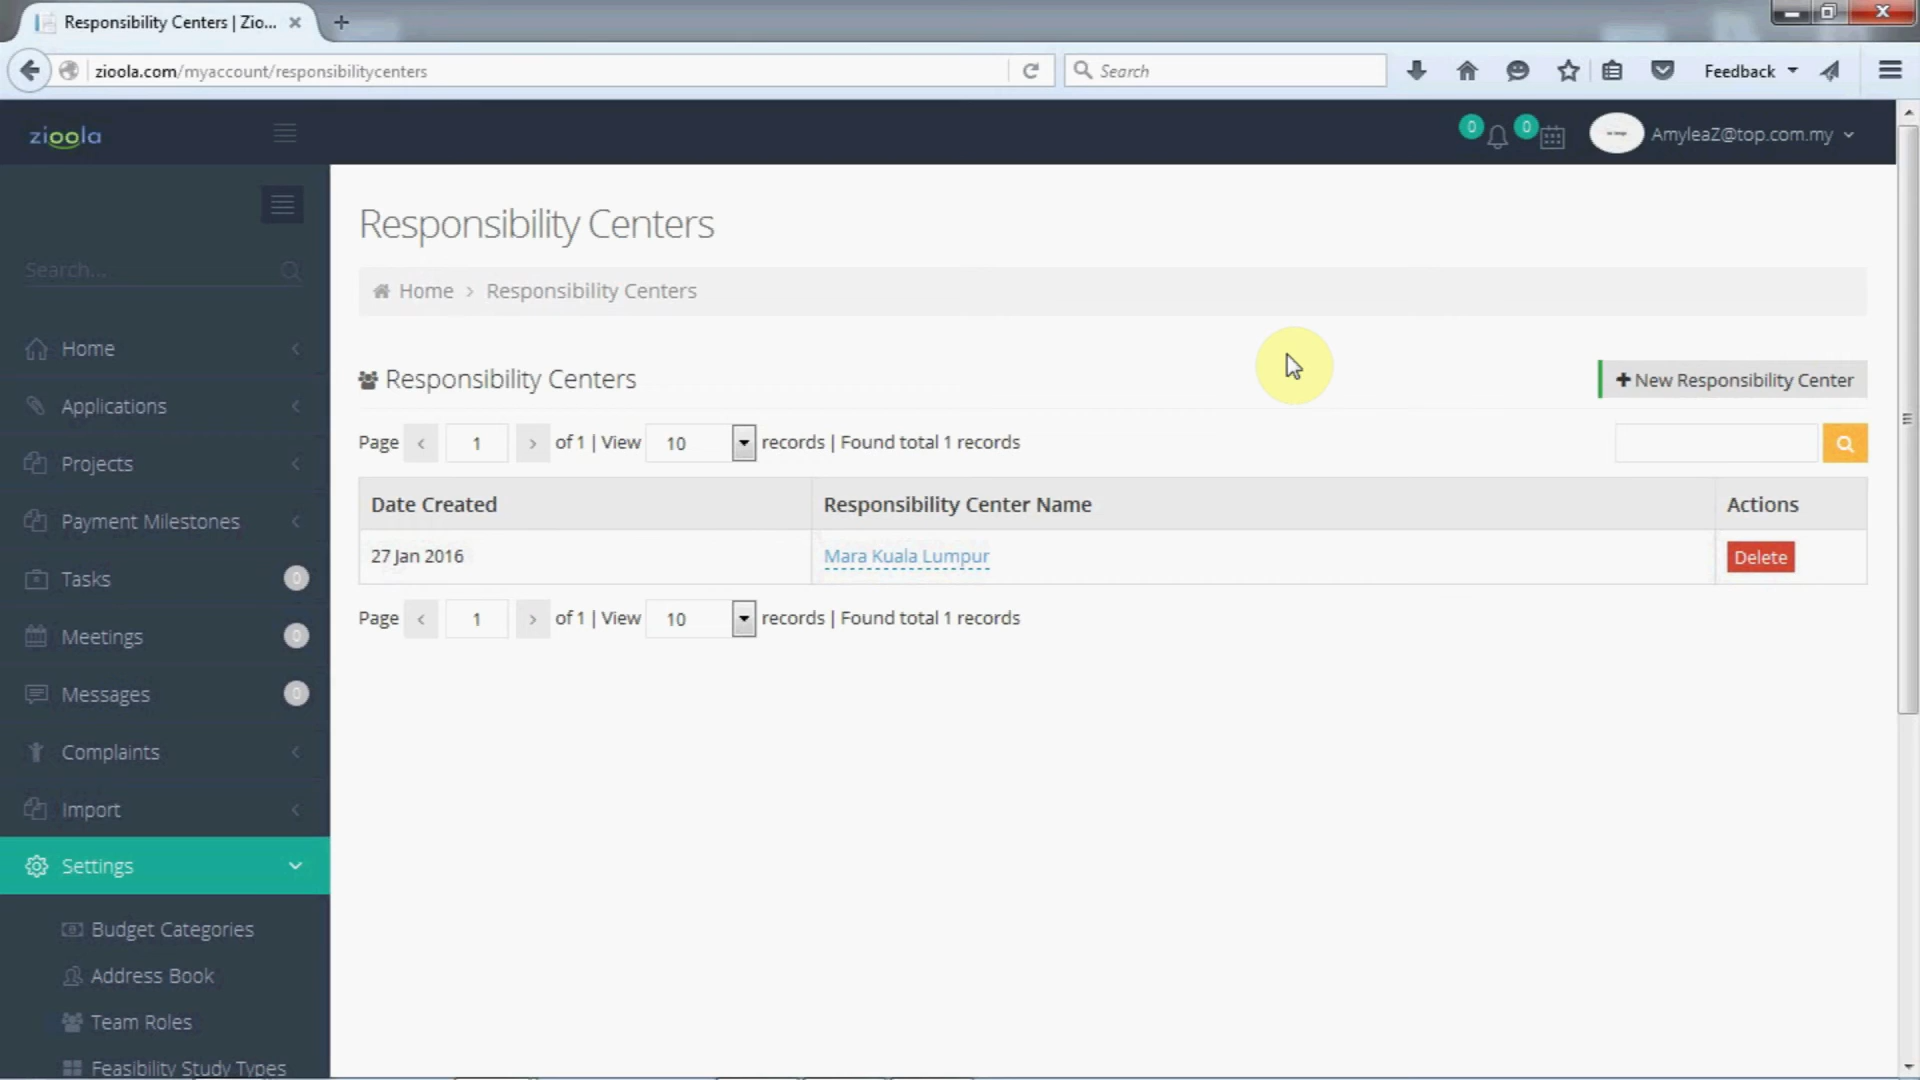 Responsibility Centers | Zio...
zioola.com/myaccount/responsibilitycenters
Search
Feedback
zioola
0
0
AmyleaZ@top.com.my
Search...
Home
Applications
Projects
Payment Milestones
Tasks 0
Meetings 0
Messages 0
Complaints
Import
Settings
Budget Categories
Address Book
Team Roles
Feasibility Study Types
Responsibility Centers
Home > Responsibility Centers
Responsibility Centers
New Responsibility Center
Page < 1 > of 1 | View 10 records | Found total 1 records
Date Created Responsibility Center Name Actions
27 Jan 2016 Mara Kuala Lumpur Delete
Page < 1 > of 1 | View 10 records | Found total 1 records